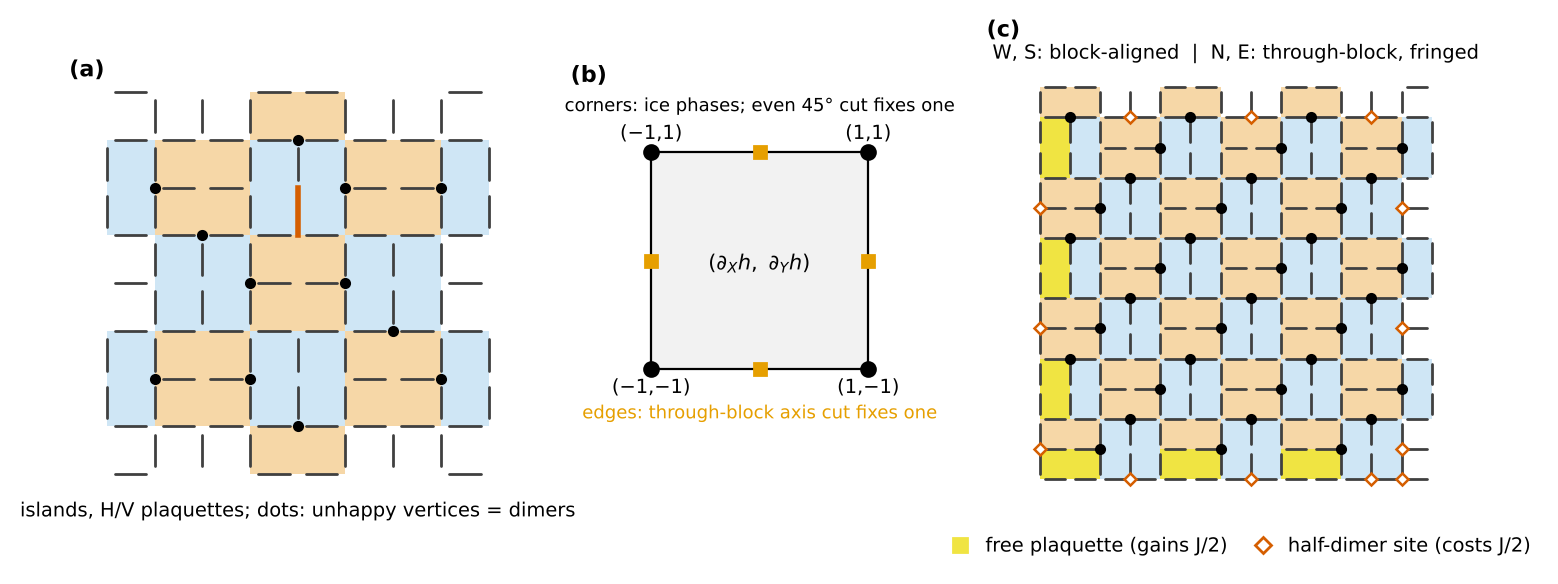 (a)
islands, H/V plaquettes; dots: unhappy vertices = dimers
(b)
corners: ice phases; even 45° cut fixes one
(−1,1)
(1,1)
(∂Xh, ∂Yh)
(−1,−1)
(1,−1)
edges: through-block axis cut fixes one
(c)
W, S: block-aligned | N, E: through-block, fringed
free plaquette (gains J/2)
half-dimer site (costs J/2)